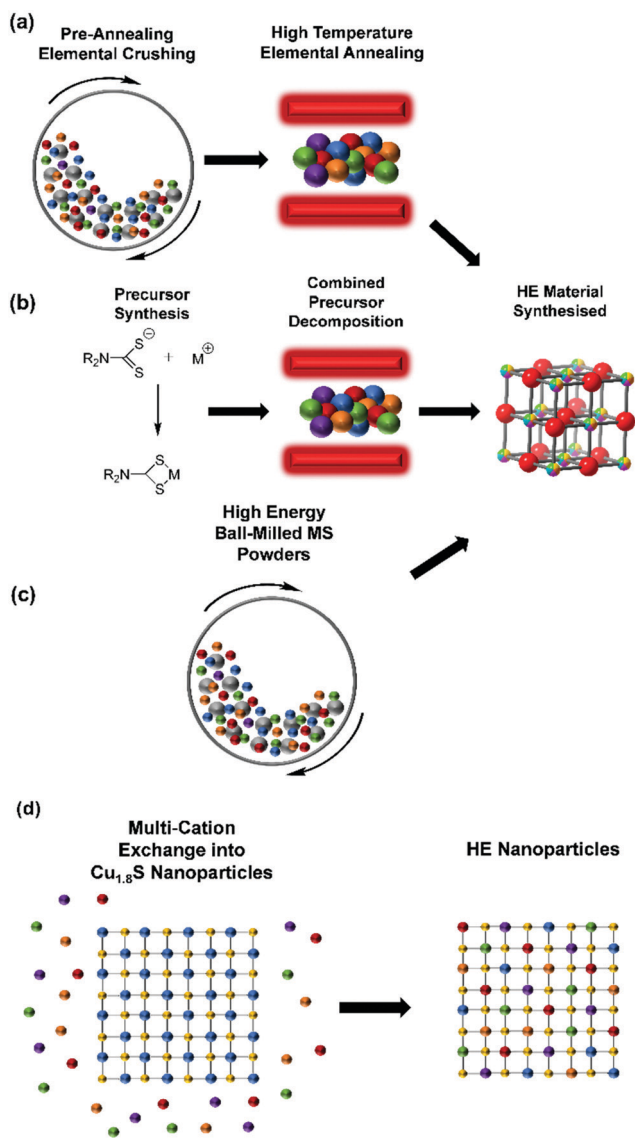 (a)
Pre-Annealing
Elemental Crushing
High Temperature
Elemental Annealing
(b)
Precursor
Synthesis
Combined
Precursor
Decomposition
HE Material
Synthesised
S⊖
R₂N
S
+ M⊕
S
R₂N
M
S
High Energy
Ball-Milled MS
Powders
(c)
(d)
Multi-Cation
Exchange into
Cu₁.₈S Nanoparticles
HE Nanoparticles